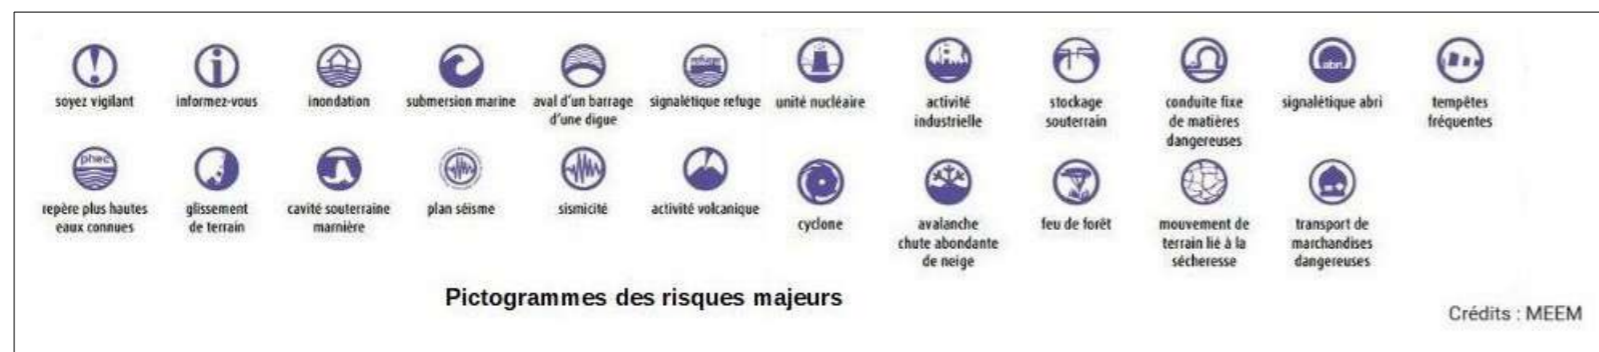 soyez vigilant
informez-vous
inondation
submersion marine
aval d'un barrage
d'une digue
refuge
signalétique refuge
unité nucléaire
activité
industrielle
stockage
souterrain
conduite fixe
de matières
dangereuses
abri
signalétique abri
tempêtes
fréquentes
phec
repère plus hautes
eaux connues
glissement
de terrain
cavité souterraine
marnière
plan séisme
sismicité
activité volcanique
cyclone
avalanche
chute abondante
de neige
feu de forêt
mouvement de
terrain lié à la
sécheresse
transport de
marchandises
dangereuses
Pictogrammes des risques majeurs
Crédits : MEEM